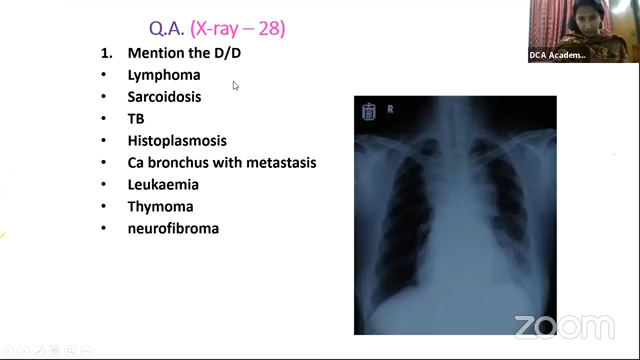 Q.A. (X-ray – 28)
1. Mention the D/D
• Lymphoma
• Sarcoidosis
• TB
• Histoplasmosis
• Ca bronchus with metastasis
• Leukaemia
• Thymoma
• neurofibroma
R
DCA Academ...
zoom